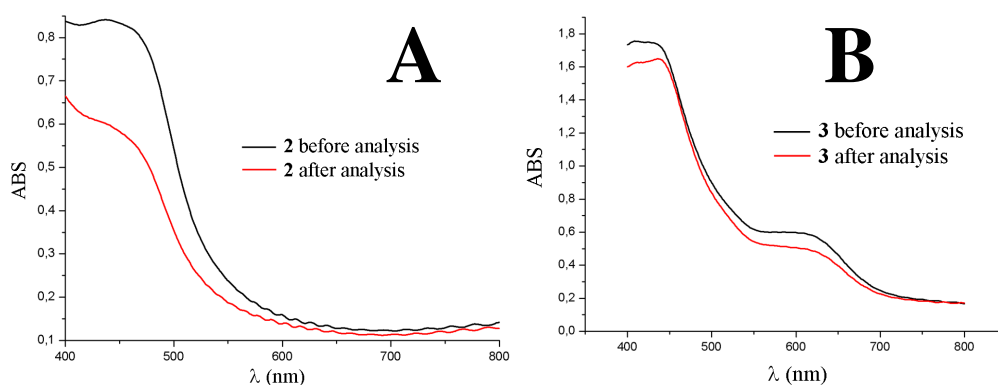 A
0,8
0,7
0,6
0,5
0,4
0,3
0,2
0,1
ABS
2 before analysis
2 after analysis
400
500
600
700
800
λ (nm)
B
1,8
1,6
1,4
1,2
1,0
0,8
0,6
0,4
0,2
0,0
ABS
3 before analysis
3 after analysis
400
500
600
700
800
λ (nm)